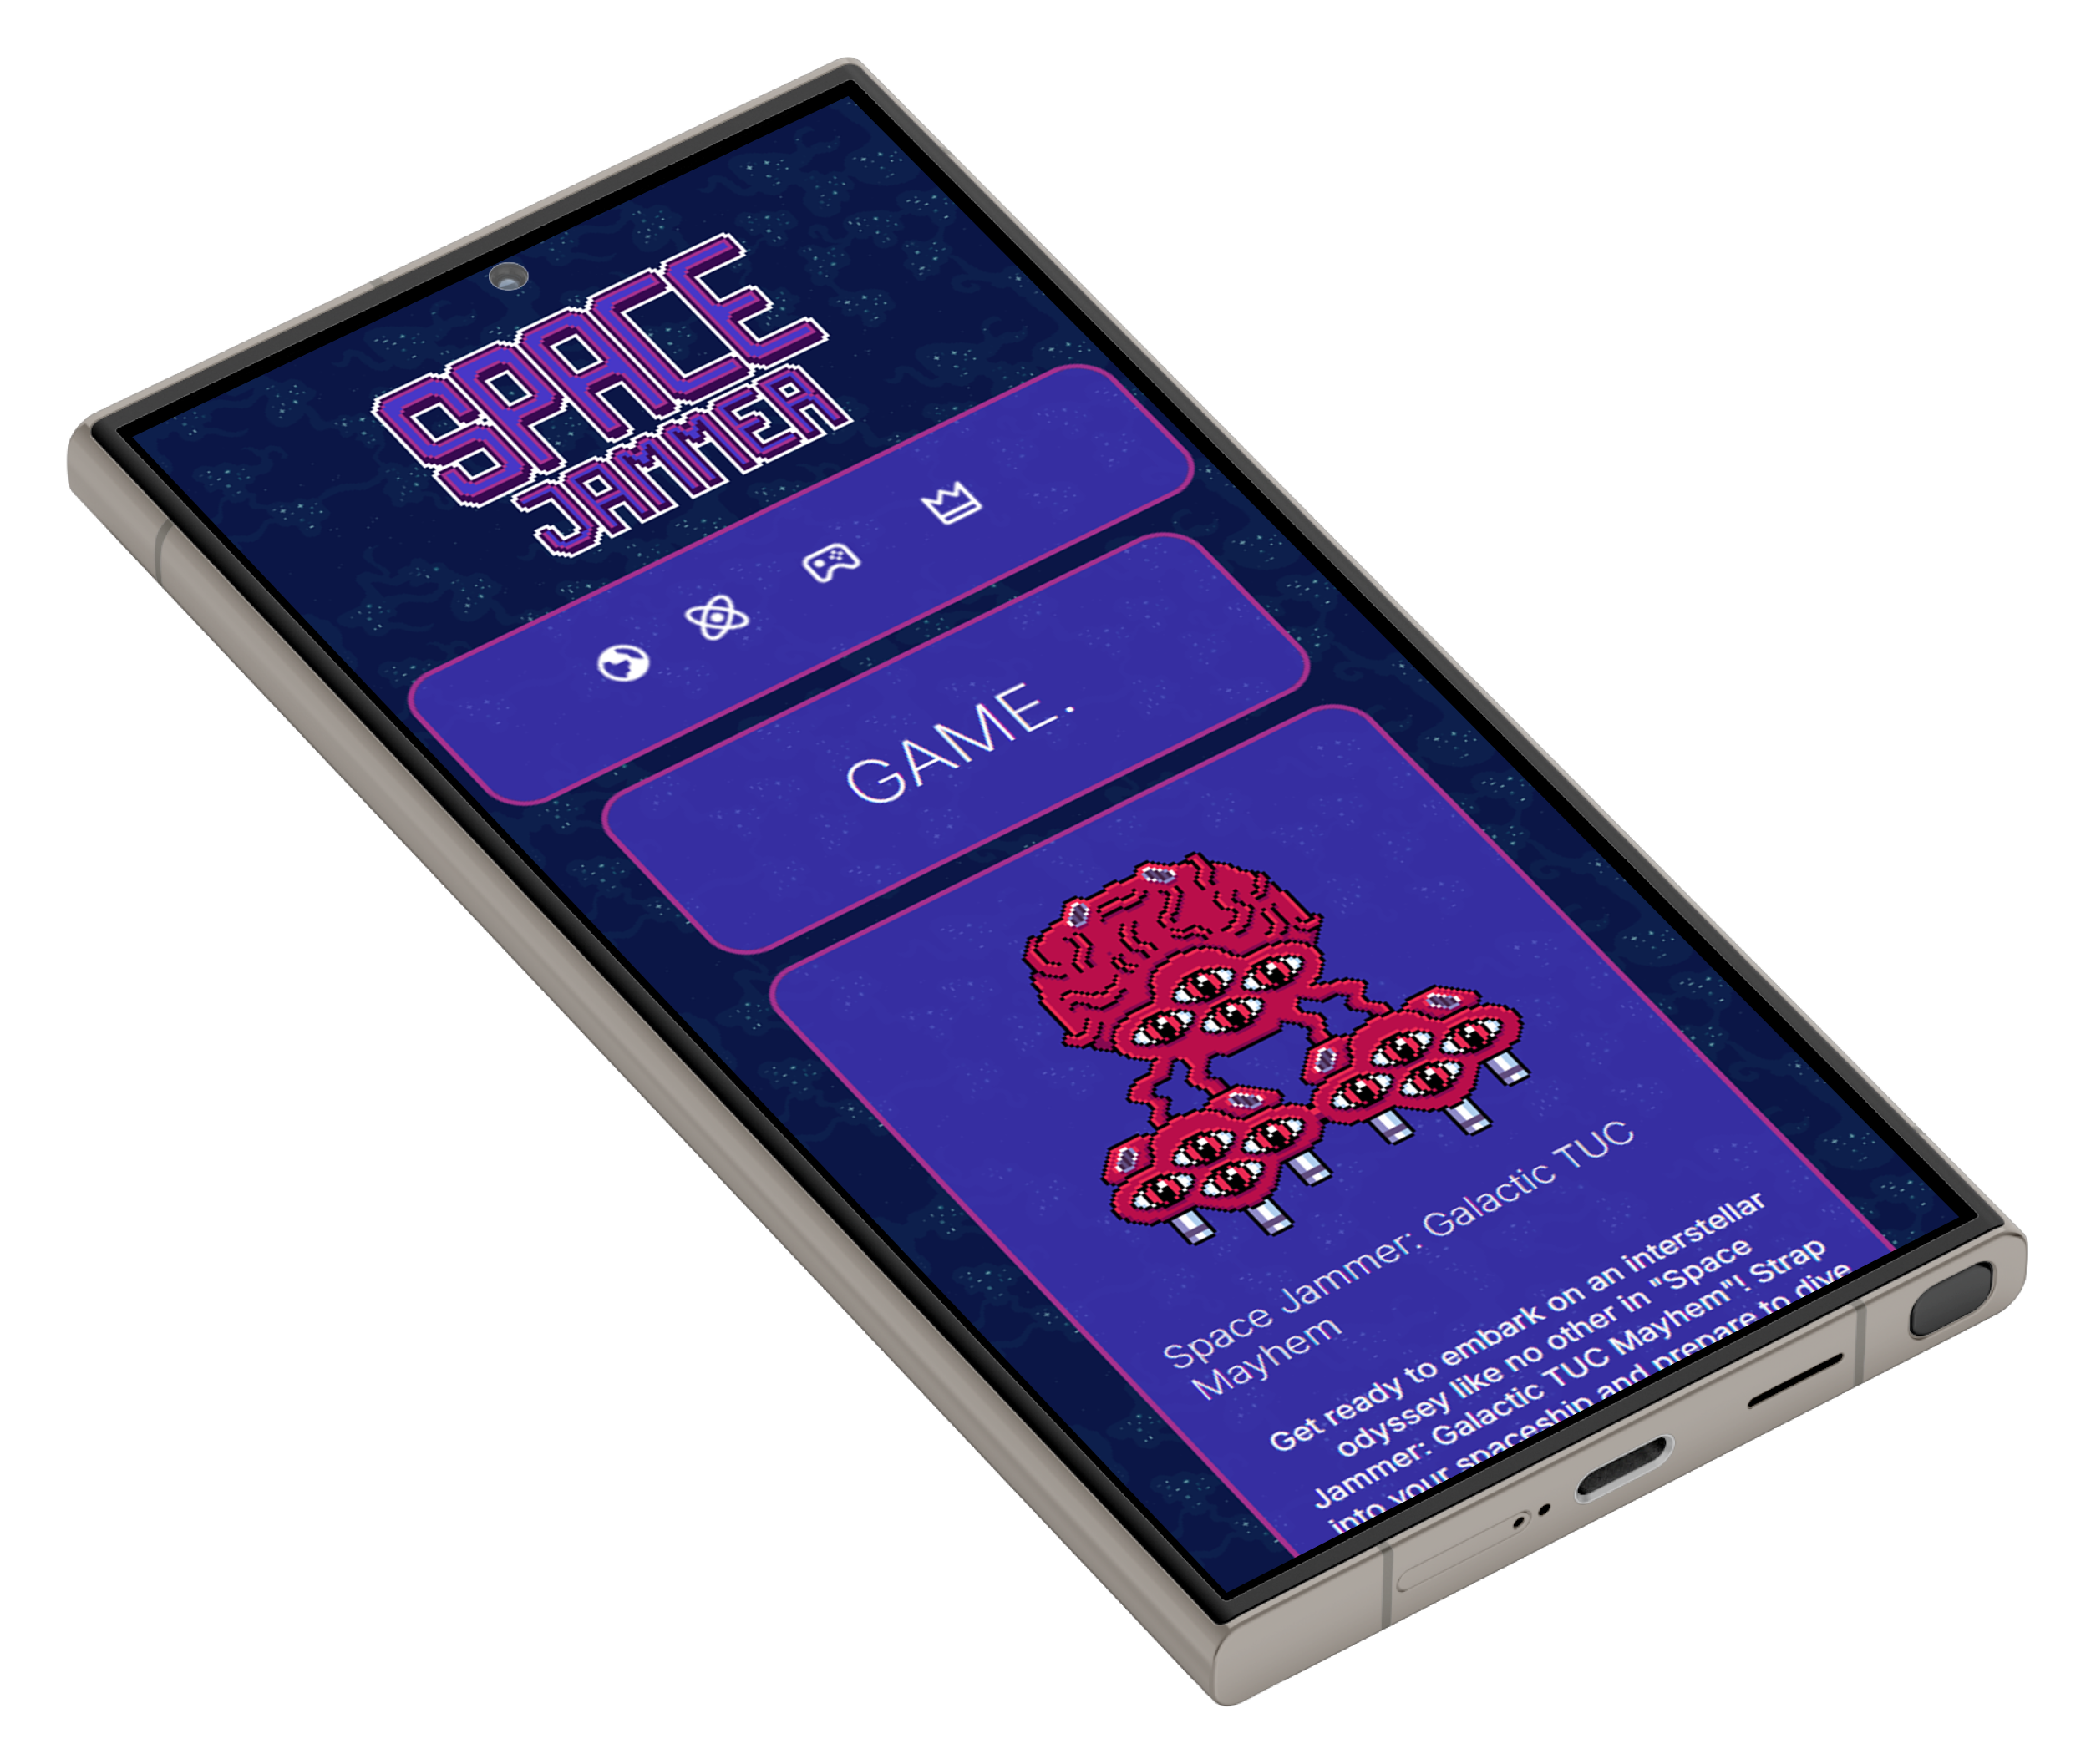 SPACE
JAMMER
GAME.
Space Jammer: Galactic TUC
Mayhem
Get ready to embark on an interstellar
odyssey like no other in "Space
Jammer: Galactic TUC Mayhem"! Strap
into your spaceship and prepare to dive